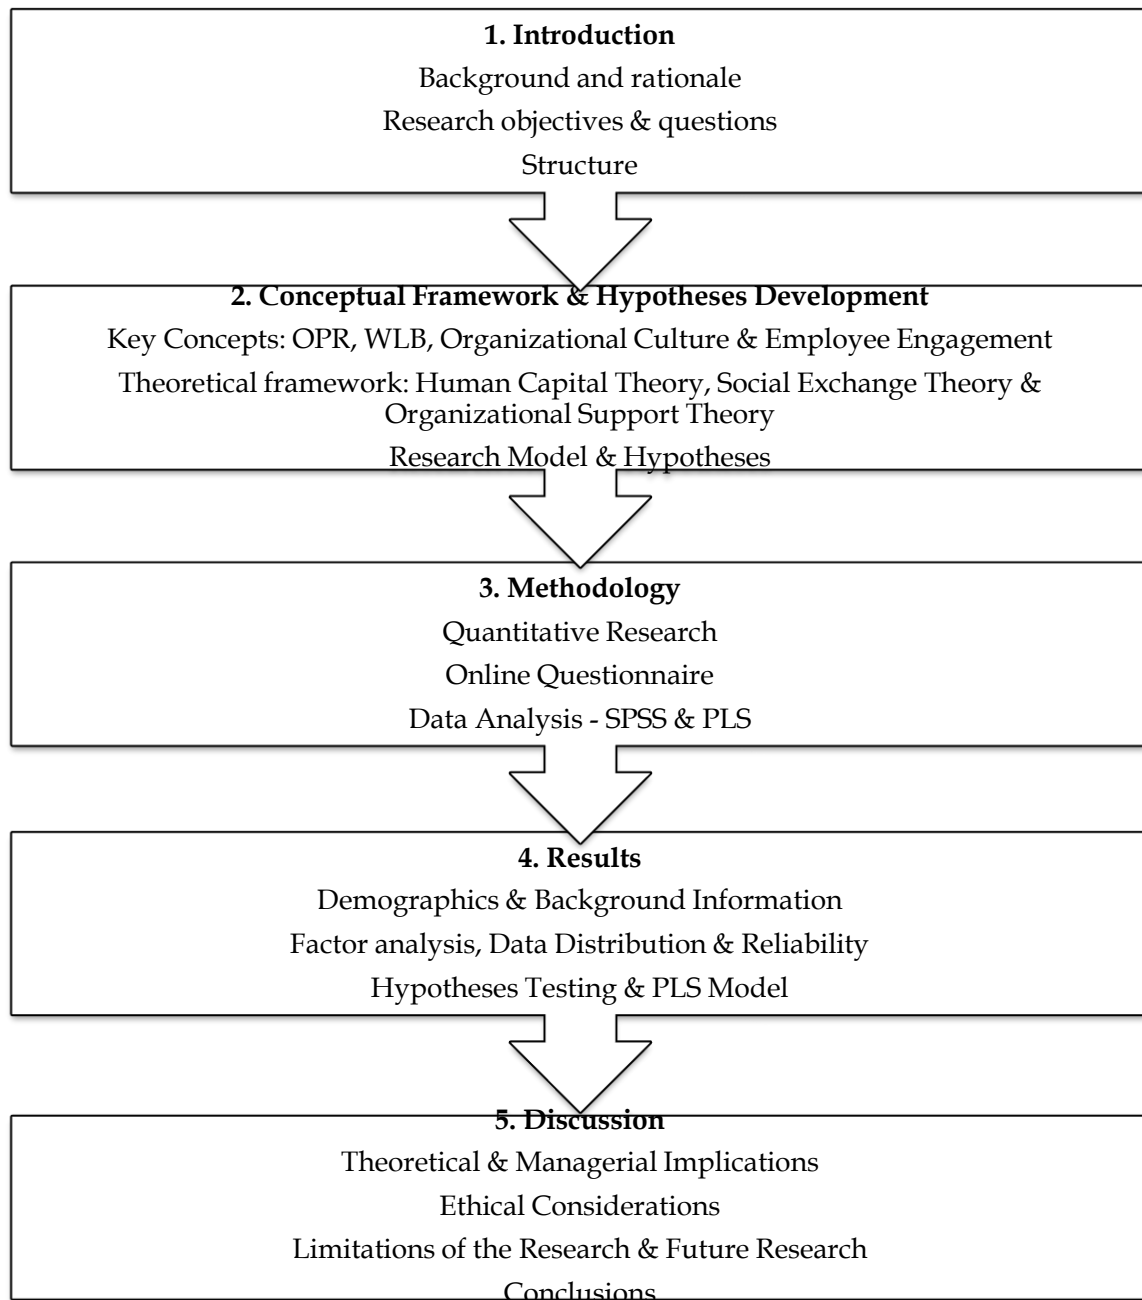 1. Introduction
Background and rationale
Research objectives & questions
Structure
2. Conceptual Framework & Hypotheses Development
Key Concepts: OPR, WLB, Organizational Culture & Employee Engagement
Theoretical framework: Human Capital Theory, Social Exchange Theory &
Organizational Support Theory
Research Model & Hypotheses
3. Methodology
Quantitative Research
Online Questionnaire
Data Analysis - SPSS & PLS
4. Results
Demographics & Background Information
Factor analysis, Data Distribution & Reliability
Hypotheses Testing & PLS Model
5. Discussion
Theoretical & Managerial Implications
Ethical Considerations
Limitations of the Research & Future Research
Conclusions